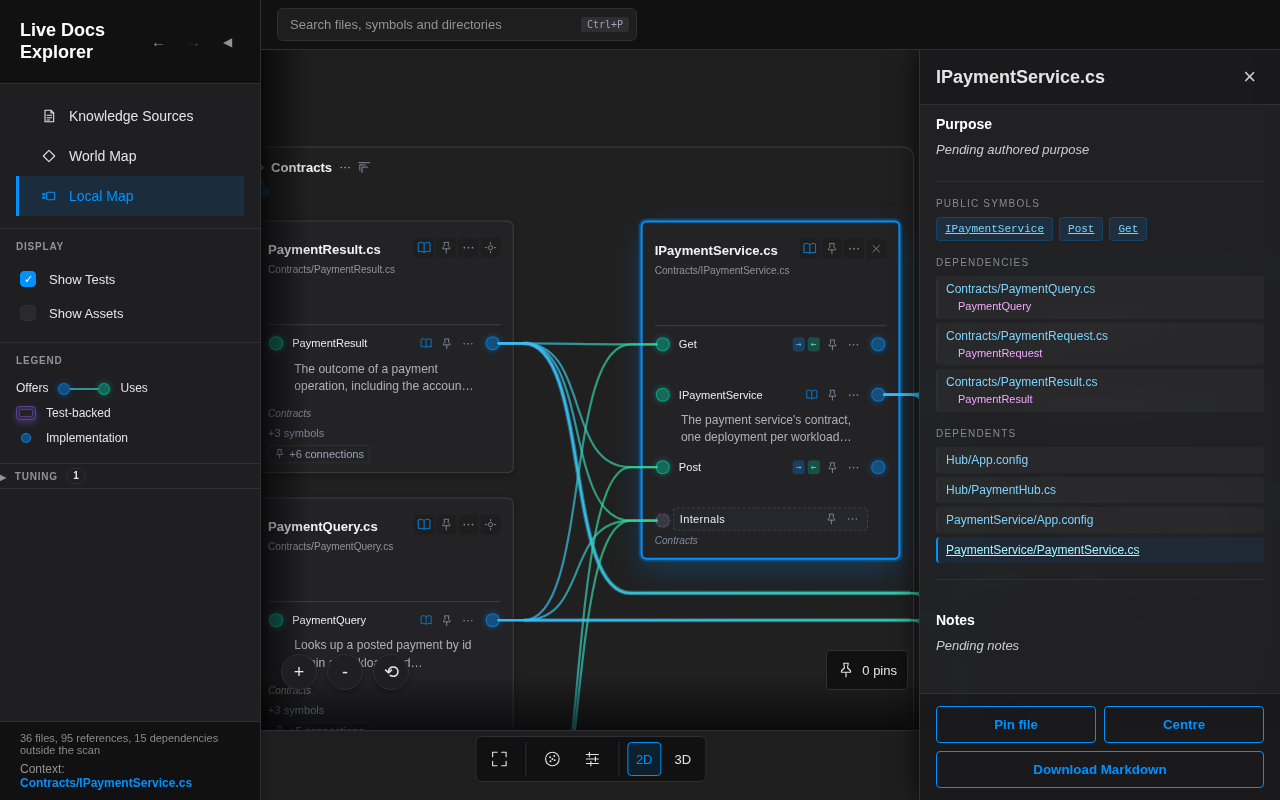 Live Docs
Explorer
Search files, symbols and directories
Ctrl+P
Knowledge Sources
World Map
Local Map
DISPLAY
Show Tests
Show Assets
LEGEND
Offers
Uses
Test-backed
Implementation
TUNING 1
36 files, 95 references, 15 dependencies
outside the scan
Context:
Contracts/IPaymentService.cs
Contracts
PaymentResult.cs
Contracts/PaymentResult.cs
PaymentResult
The outcome of a payment
operation, including the accoun…
Contracts
+3 symbols
+6 connections
PaymentQuery.cs
Contracts/PaymentQuery.cs
PaymentQuery
Looks up a posted payment by id
Contracts
+3 symbols
IPaymentService.cs
Contracts/IPaymentService.cs
Get
IPaymentService
The payment service's contract,
one deployment per workload…
Post
Internals
Contracts
+
-
0 pins
2D
3D
IPaymentService.cs
Purpose
Pending authored purpose
PUBLIC SYMBOLS
IPaymentService Post Get
DEPENDENCIES
Contracts/PaymentQuery.cs
PaymentQuery
Contracts/PaymentRequest.cs
PaymentRequest
Contracts/PaymentResult.cs
PaymentResult
DEPENDENTS
Hub/App.config
Hub/PaymentHub.cs
PaymentService/App.config
PaymentService/PaymentService.cs
Notes
Pending notes
Pin file
Centre
Download Markdown